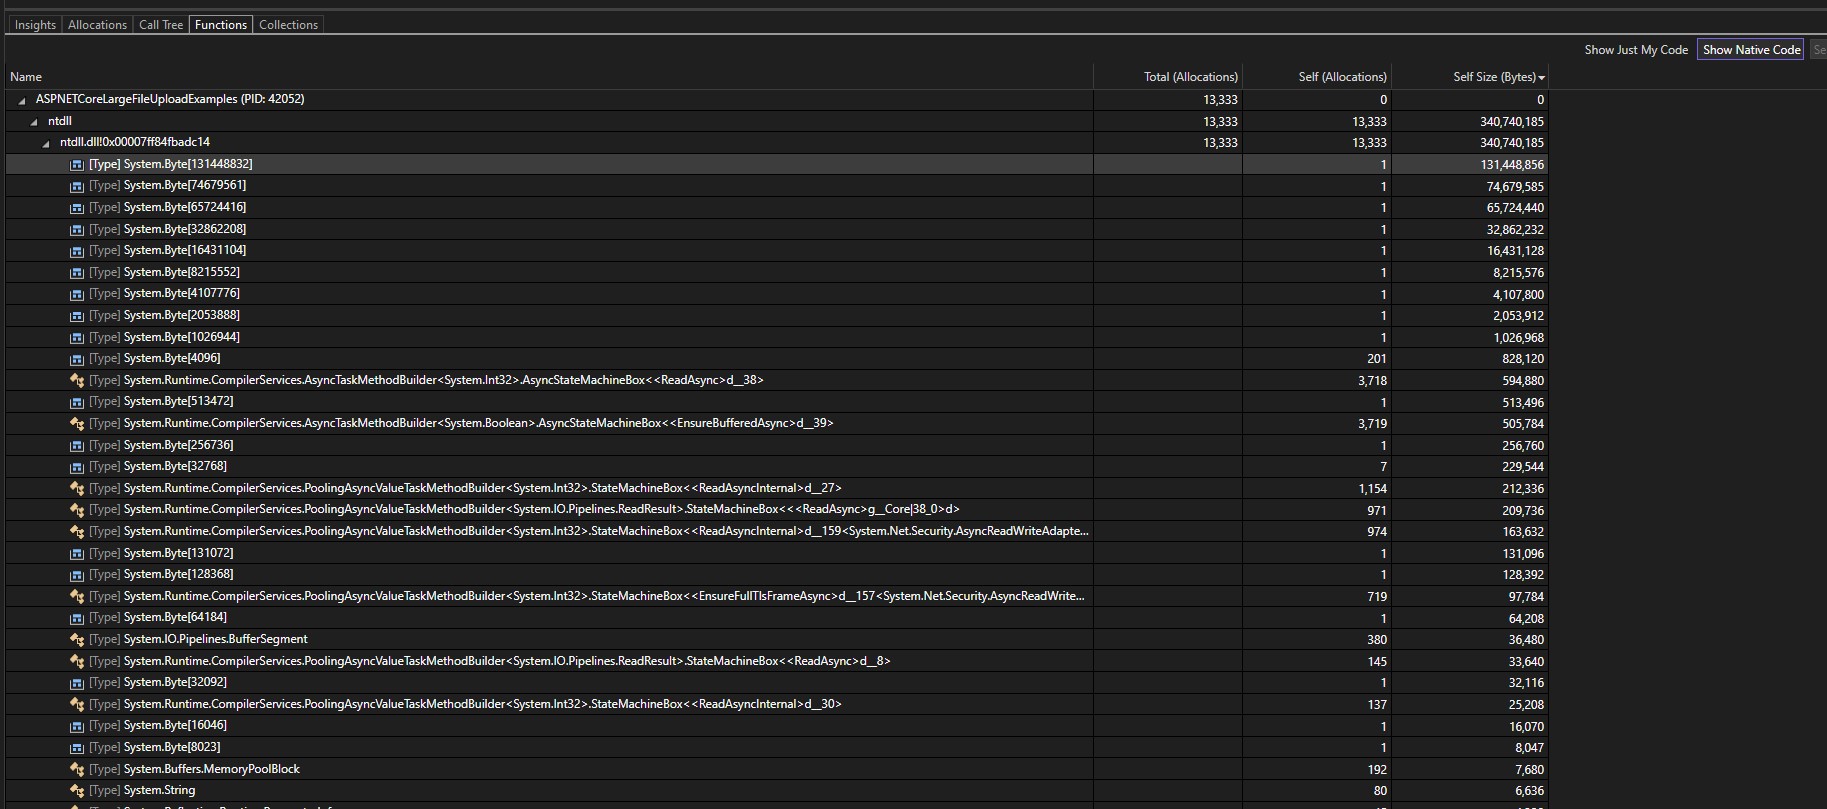 Insights Allocations Call Tree Functions Collections
Show Just My Code Show Native Code Se
Name Total (Allocations) Self (Allocations) Self Size (Bytes)
ASPNETCoreLargeFileUploadExamples (PID: 42052) 13,333 0 0
ntdll 13,333 13,333 340,740,185
ntdll.dll!0x00007ff84fbadc14 13,333 13,333 340,740,185
[Type] System.Byte[131448832] 1 131,448,856
[Type] System.Byte[74679561] 1 74,679,585
[Type] System.Byte[65724416] 1 65,724,440
[Type] System.Byte[32862208] 1 32,862,232
[Type] System.Byte[16431104] 1 16,431,128
[Type] System.Byte[8215552] 1 8,215,576
[Type] System.Byte[4107776] 1 4,107,800
[Type] System.Byte[2053888] 1 2,053,912
[Type] System.Byte[1026944] 1 1,026,968
[Type] System.Byte[4096] 201 828,120
[Type] System.Runtime.CompilerServices.AsyncTaskMethodBuilder<System.Int32>.AsyncStateMachineBox<<ReadAsync>d__38> 3,718 594,880
[Type] System.Byte[513472] 1 513,496
[Type] System.Runtime.CompilerServices.AsyncTaskMethodBuilder<System.Boolean>.AsyncStateMachineBox<<EnsureBufferedAsync>d__39> 3,719 505,784
[Type] System.Byte[256736] 1 256,760
[Type] System.Byte[32768] 7 229,544
[Type] System.Runtime.CompilerServices.PoolingAsyncValueTaskMethodBuilder<System.Int32>.StateMachineBox<<ReadAsyncInternal>d__27> 1,154 212,336
[Type] System.Runtime.CompilerServices.PoolingAsyncValueTaskMethodBuilder<System.IO.Pipelines.ReadResult>.StateMachineBox<<<ReadAsync>g__Core|38_0>d> 971 209,736
[Type] System.Runtime.CompilerServices.PoolingAsyncValueTaskMethodBuilder<System.Int32>.StateMachineBox<<ReadAsyncInternal>d__159<System.Net.Security.AsyncReadWriteAdapte... 974 163,632
[Type] System.Byte[131072] 1 131,096
[Type] System.Byte[128368] 1 128,392
[Type] System.Runtime.CompilerServices.PoolingAsyncValueTaskMethodBuilder<System.Int32>.StateMachineBox<<EnsureFullTlsFrameAsync>d__157<System.Net.Security.AsyncReadWrite... 719 97,784
[Type] System.Byte[64184] 1 64,208
[Type] System.IO.Pipelines.BufferSegment 380 36,480
[Type] System.Runtime.CompilerServices.PoolingAsyncValueTaskMethodBuilder<System.IO.Pipelines.ReadResult>.StateMachineBox<<ReadAsync>d__8> 145 33,640
[Type] System.Byte[32092] 1 32,116
[Type] System.Runtime.CompilerServices.PoolingAsyncValueTaskMethodBuilder<System.Int32>.StateMachineBox<<ReadAsyncInternal>d__30> 137 25,208
[Type] System.Byte[16046] 1 16,070
[Type] System.Byte[8023] 1 8,047
[Type] System.Buffers.MemoryPoolBlock 192 7,680
[Type] System.String 80 6,636